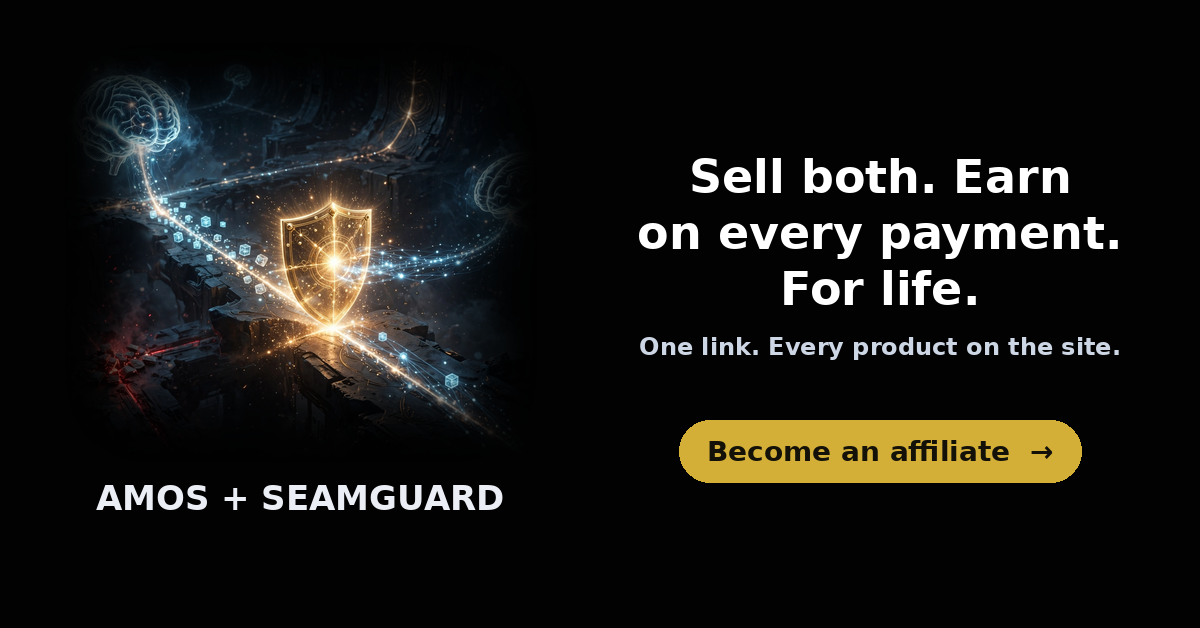 AMOS + SEAMGUARD
Sell both. Earn
on every payment.
For life.
One link. Every product on the site.
Become an affiliate →